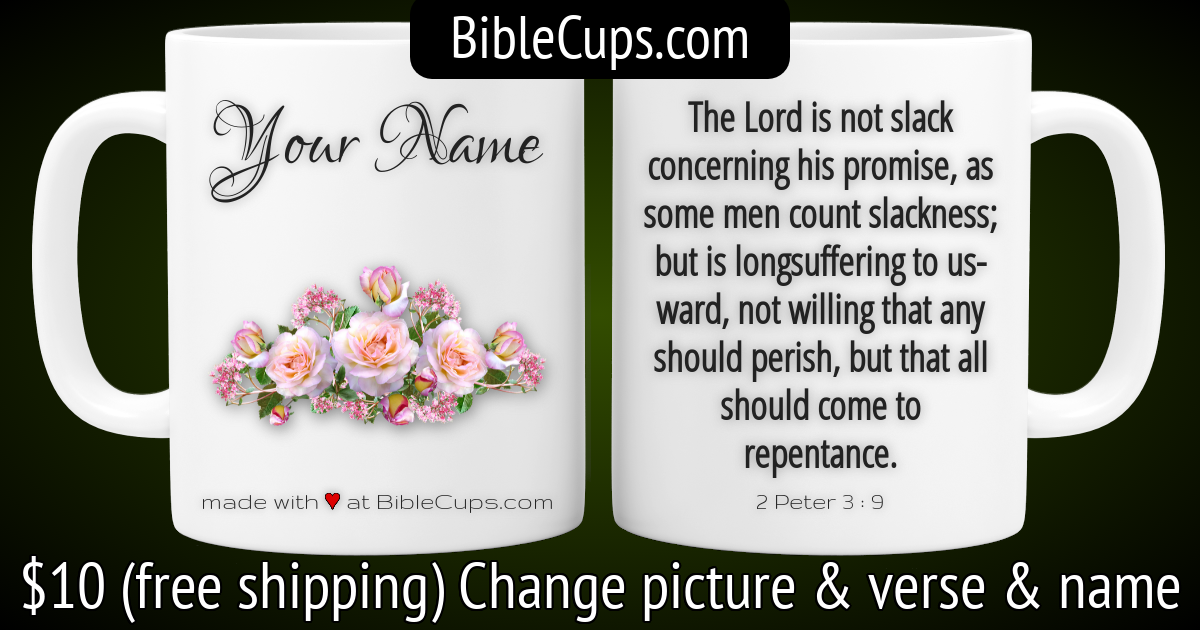 BibleCups.com
Your Name
made with ♥ at BibleCups.com
The Lord is not slack
concerning his promise, as
some men count slackness;
but is longsuffering to us-
ward, not willing that any
should perish, but that all
should come to
repentance.
2 Peter 3 : 9
$10 (free shipping) Change picture & verse & name